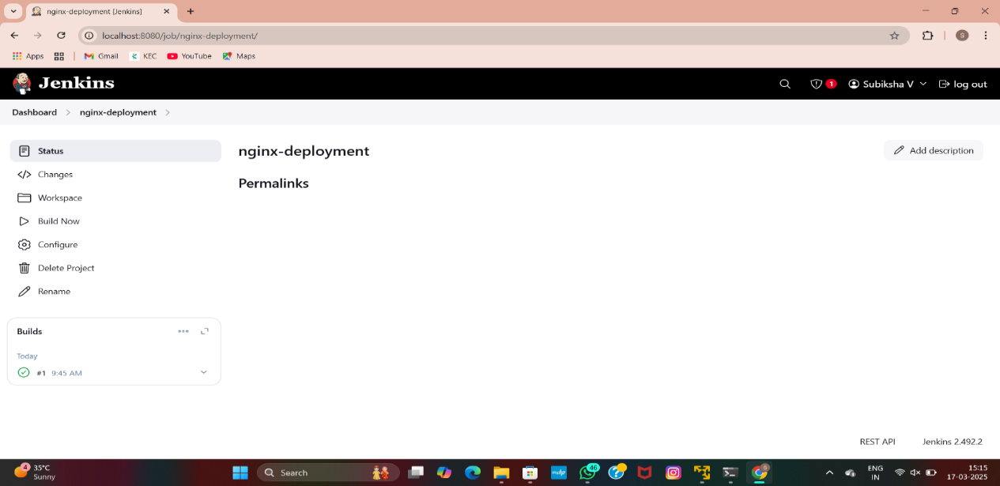 nginx-deployment [Jenkins]
localhost:8080/job/nginx-deployment/
S
Apps
Gmail
KEC
YouTube
Maps
Jenkins
1
Subiksha V
log out
Dashboard
nginx-deployment
Status
Changes
Workspace
Build Now
Configure
Delete Project
Rename
nginx-deployment
Add description
Permalinks
Builds
Today
#1 9:45 AM
REST API
Jenkins 2.492.2
4
35°C
Sunny
Search
myhp
46
S
ENG
IN
15:15
17-03-2025